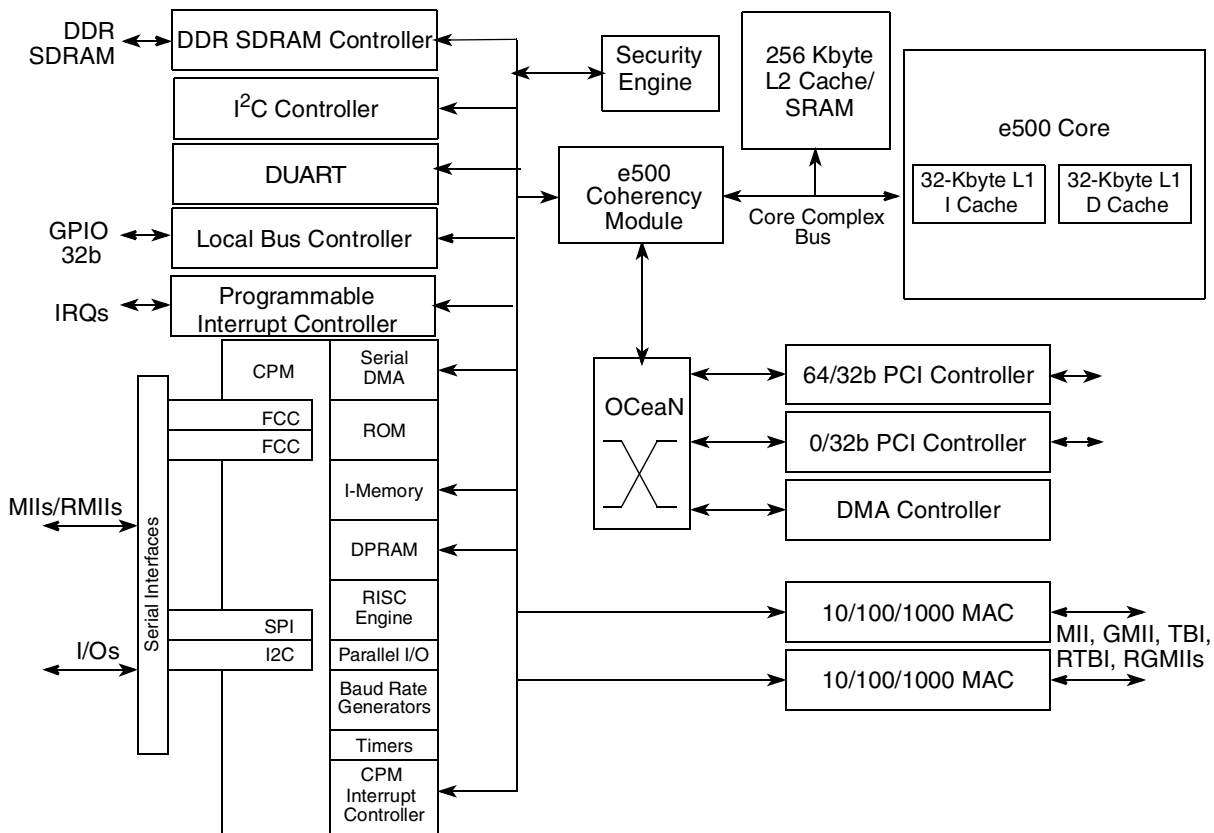 DDR
SDRAM
DDR SDRAM Controller
I2C Controller
DUART
GPIO
32b
Local Bus Controller
IRQs
Programmable
Interrupt Controller
Security
Engine
256 Kbyte
L2 Cache/
SRAM
e500 Core
32-Kbyte L1
I Cache
32-Kbyte L1
D Cache
e500
Coherency
Module
Core Complex
Bus
OCeaN
64/32b PCI Controller
0/32b PCI Controller
DMA Controller
10/100/1000 MAC
10/100/1000 MAC
MII, GMII, TBI,
RTBI, RGMIIs
CPM
Serial
DMA
FCC
FCC
ROM
I-Memory
DPRAM
RISC
Engine
SPI
I2C
Parallel I/O
Baud Rate
Generators
Timers
CPM
Interrupt
Controller
MIIs/RMIIs
I/Os
Serial Interfaces